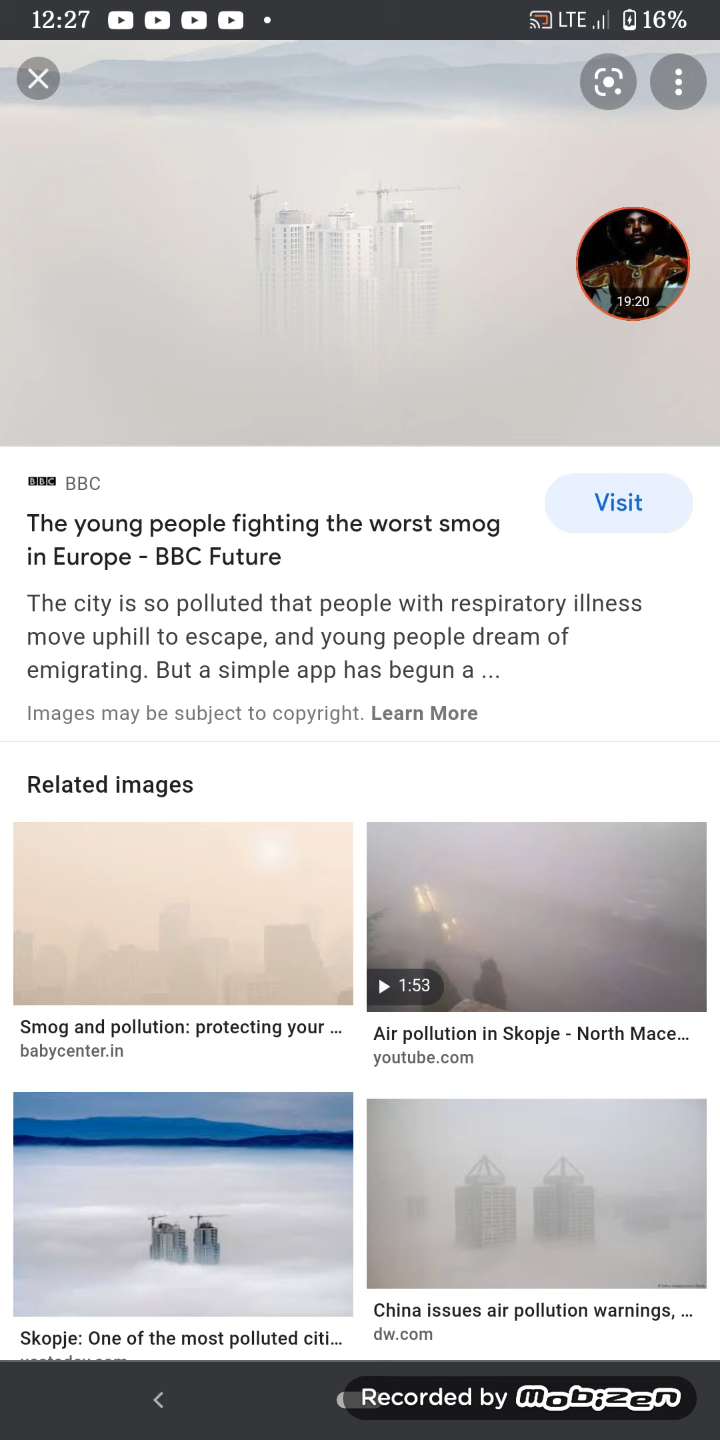 12:27
LTE
16%
19:20
BBC BBC
Visit
The young people fighting the worst smog
in Europe - BBC Future
The city is so polluted that people with respiratory illness
move uphill to escape, and young people dream of
emigrating. But a simple app has begun a ...
Images may be subject to copyright. Learn More
Related images
1:53
Smog and pollution: protecting your ...
babycenter.in
Air pollution in Skopje - North Mace...
youtube.com
Skopje: One of the most polluted citi...
China issues air pollution warnings, ...
dw.com
Recorded by mobizen